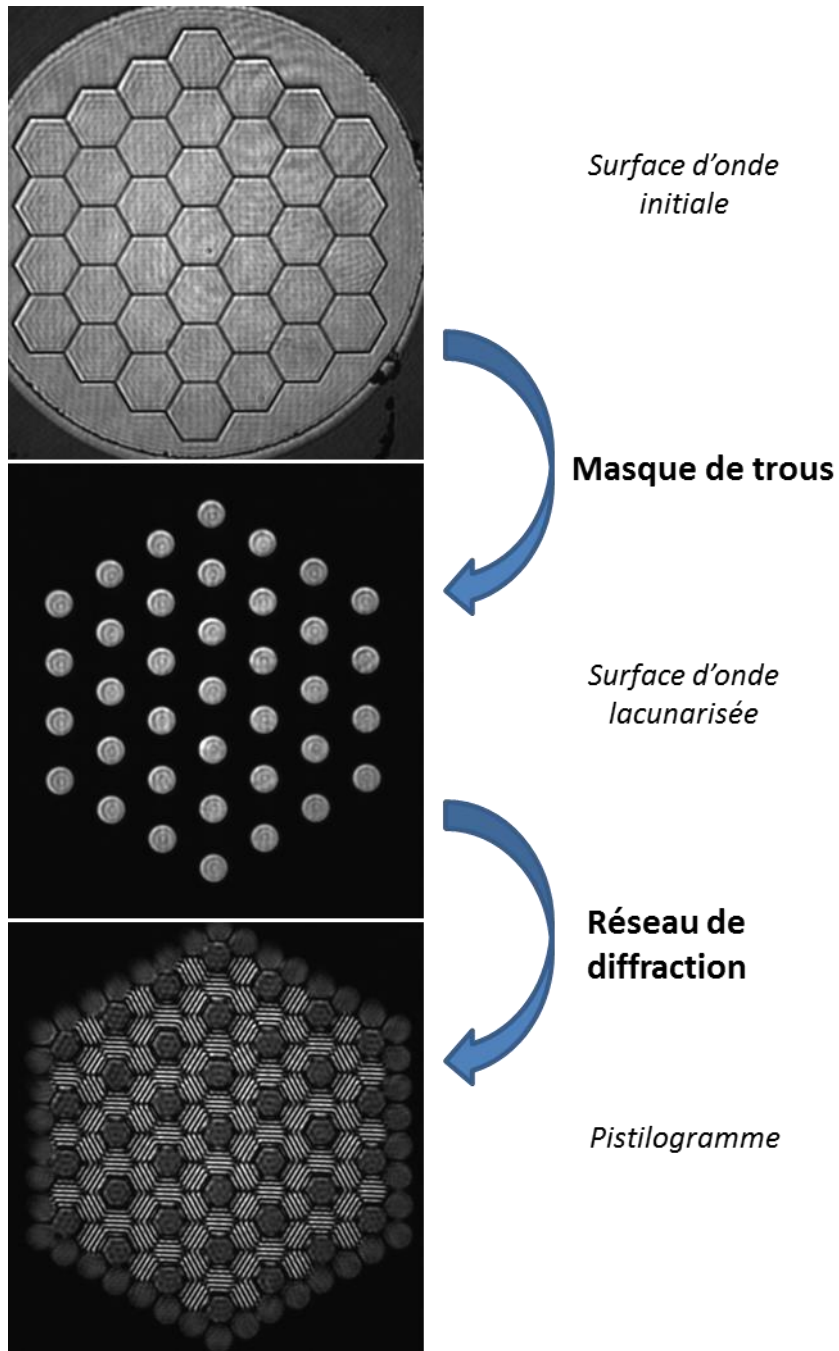 Surface d’onde
initiale
Masque de trous
Surface d’onde
lacunarisée
Réseau de
diffraction
Pistilogramme